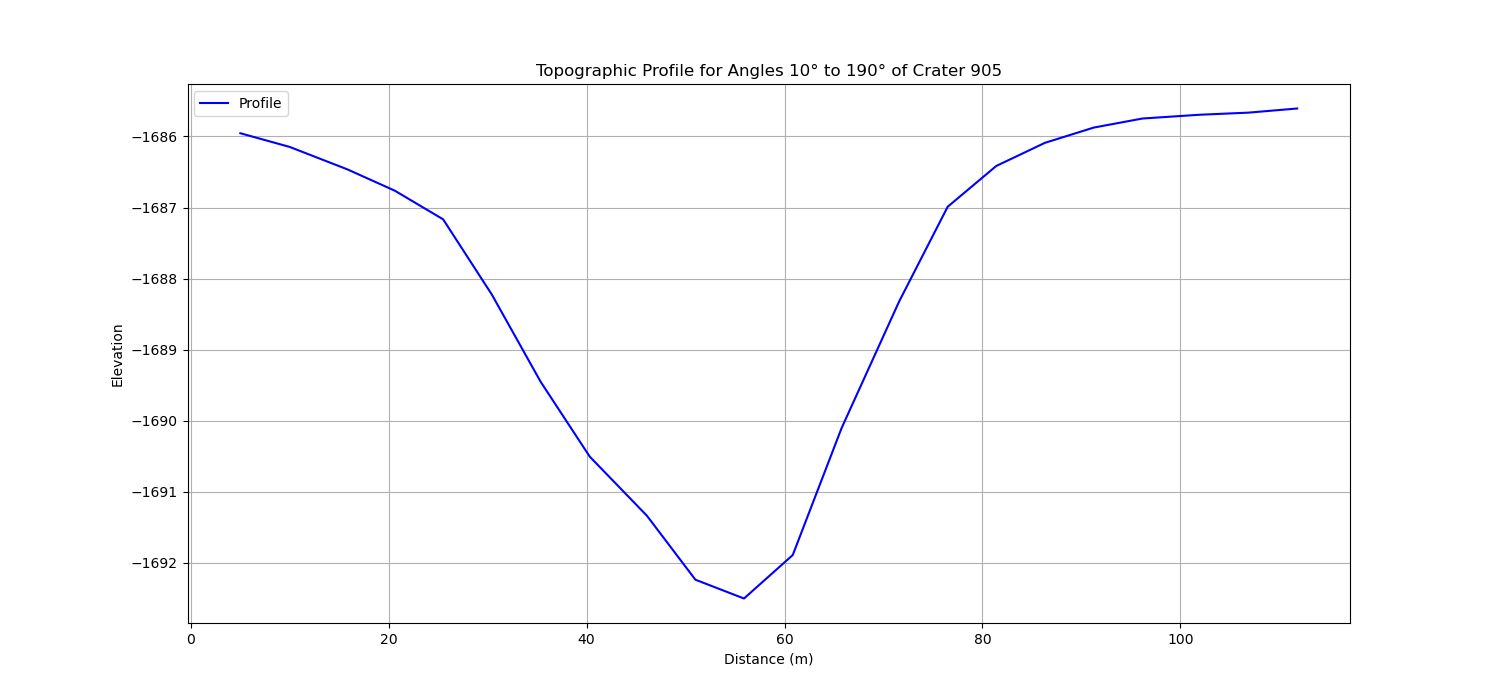 Topographic Profile for Angles 10° to 190° of Crater 905
Profile
−1686
−1687
−1688
−1689
−1690
−1691
−1692
Elevation
0 20 40 60 80 100
Distance (m)